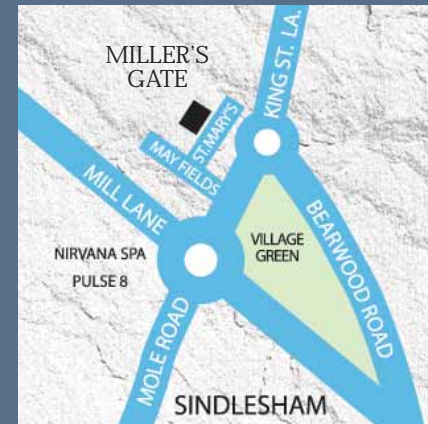 MILLER'S
GATE
KING ST. LA.
ST.MARY'S
MAY FIELDS
MILL LANE
BEARWOOD ROAD
VILLAGE
GREEN
NIRVANA SPA
PULSE 8
MOLE ROAD
SINDLESHAM